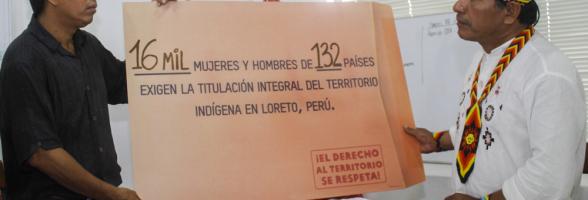 16 MIL MUJERES Y HOMBRES DE 132 PAÍSES
EXIGEN LA TITULACIÓN INTEGRAL DEL TERRITORIO
INDÍGENA EN LORETO, PERÚ.
¡EL DERECHO
AL TERRITORIO
SE RESPETA!